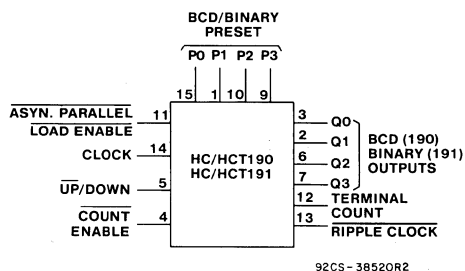 BCD/BINARY
PRESET
P0 P1 P2 P3
15 1 10 9
ASYN. PARALLEL
LOAD ENABLE
11
CLOCK
14
UP/DOWN
5
COUNT
ENABLE
4
HC/HCT190
HC/HCT191
3 Q0
2 Q1
6 Q2
7 Q3
BCD (190)
BINARY (191)
OUTPUTS
12 TERMINAL
COUNT
13 RIPPLE CLOCK
92CS-38520R2